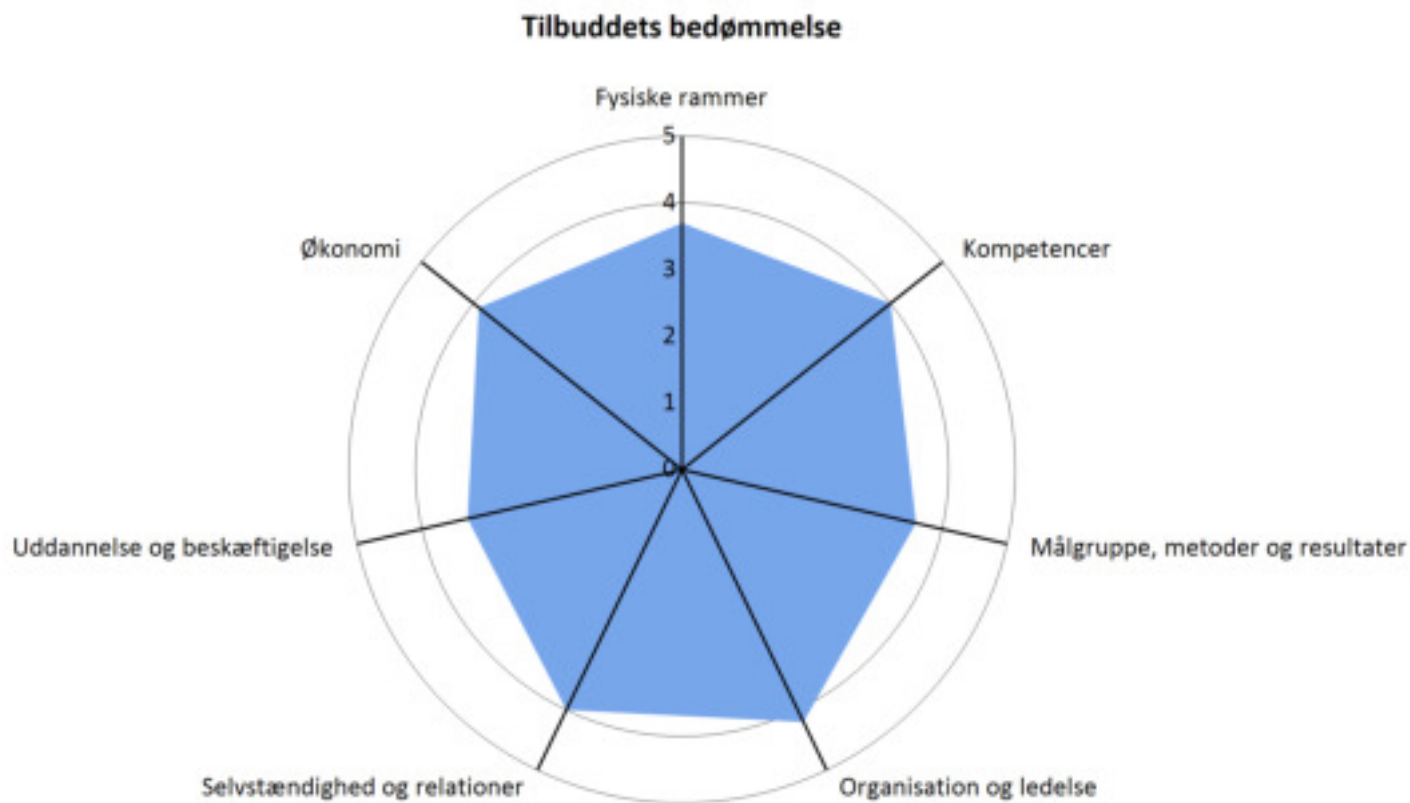 Tilbuddets bedømmelse
Fysiske rammer
5
4
3
2
1
0
Økonomi
Kompetencer
Uddannelse og beskæftigelse
Målgruppe, metoder og resultater
Selvstændighed og relationer
Organisation og ledelse